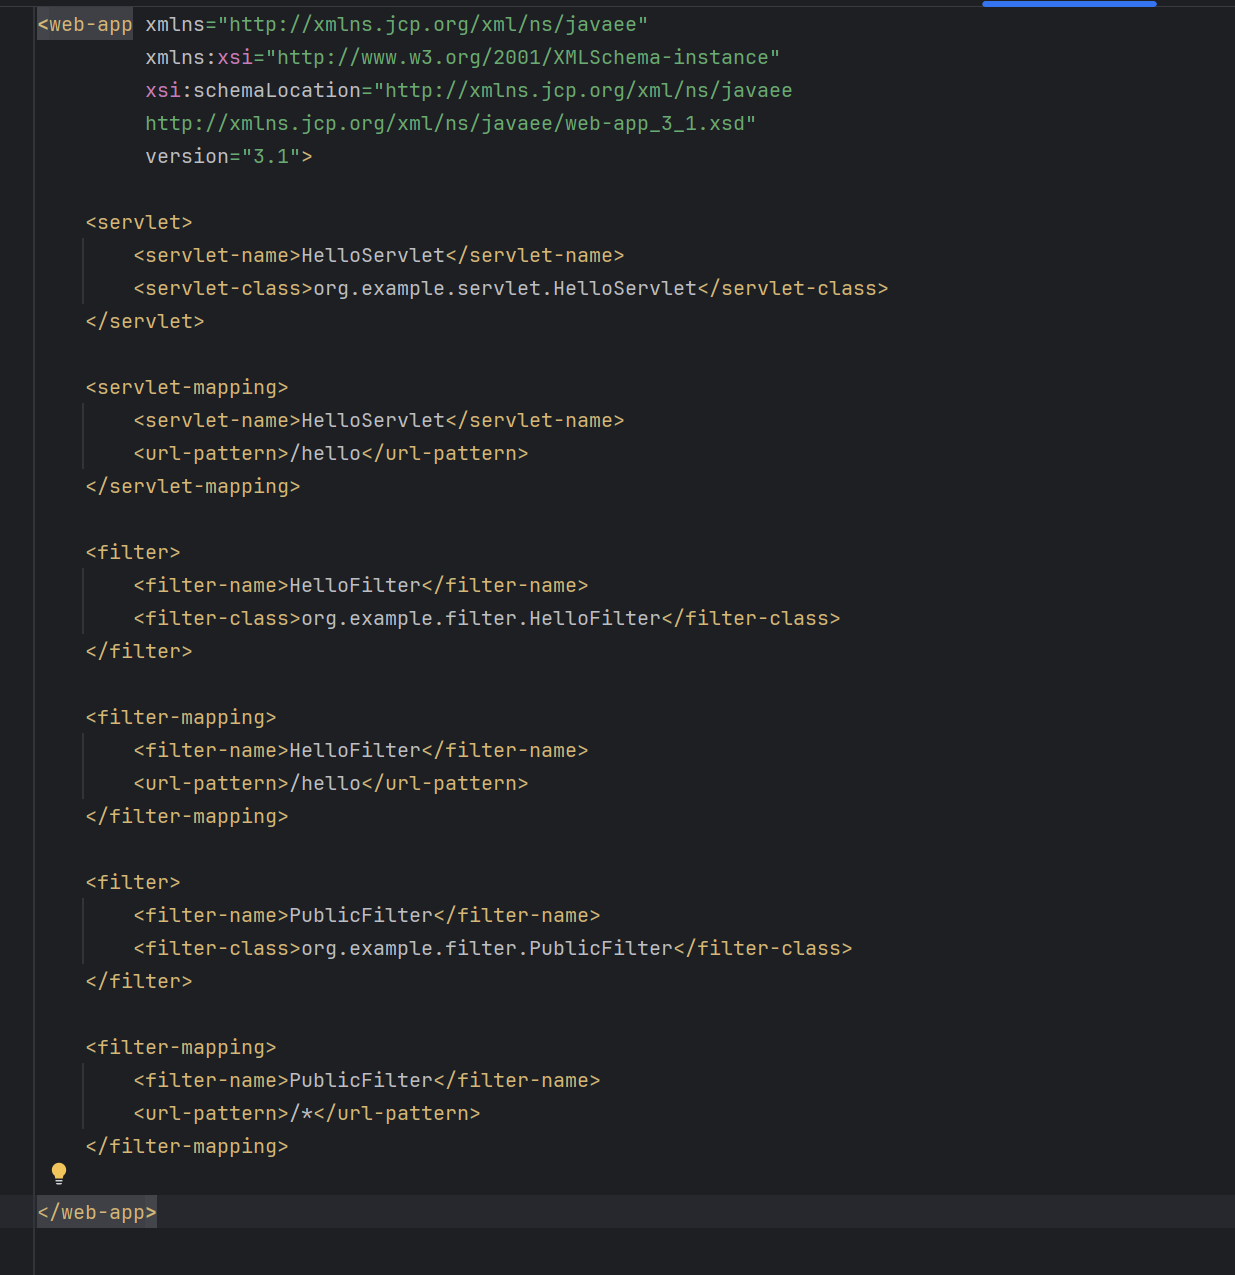 <web-app xmlns="http://xmlns.jcp.org/xml/ns/javaee"
         xmlns:xsi="http://www.w3.org/2001/XMLSchema-instance"
         xsi:schemaLocation="http://xmlns.jcp.org/xml/ns/javaee
         http://xmlns.jcp.org/xml/ns/javaee/web-app_3_1.xsd"
         version="3.1">

    <servlet>
        <servlet-name>HelloServlet</servlet-name>
        <servlet-class>org.example.servlet.HelloServlet</servlet-class>
    </servlet>

    <servlet-mapping>
        <servlet-name>HelloServlet</servlet-name>
        <url-pattern>/hello</url-pattern>
    </servlet-mapping>

    <filter>
        <filter-name>HelloFilter</filter-name>
        <filter-class>org.example.filter.HelloFilter</filter-class>
    </filter>

    <filter-mapping>
        <filter-name>HelloFilter</filter-name>
        <url-pattern>/hello</url-pattern>
    </filter-mapping>

    <filter>
        <filter-name>PublicFilter</filter-name>
        <filter-class>org.example.filter.PublicFilter</filter-class>
    </filter>

    <filter-mapping>
        <filter-name>PublicFilter</filter-name>
        <url-pattern>/*</url-pattern>
    </filter-mapping>

</web-app>